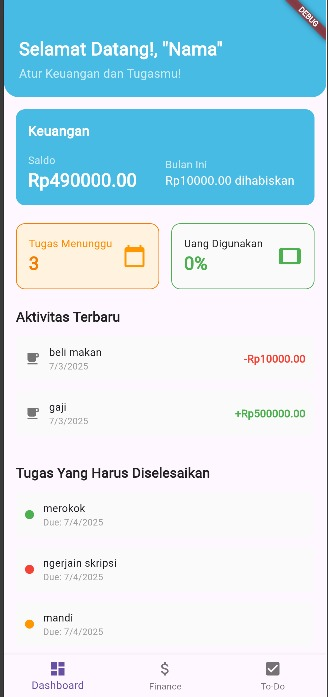 DEBUG
Selamat Datang!, "Nama"
Atur Keuangan dan Tugasmu!
Keuangan
Saldo
Rp490000.00
Bulan Ini
Rp10000.00 dihabiskan
Tugas Menunggu
3
Uang Digunakan
0%
Aktivitas Terbaru
beli makan
7/3/2025
-Rp10000.00
gaji
7/3/2025
+Rp500000.00
Tugas Yang Harus Diselesaikan
merokok
Due: 7/4/2025
ngerjain skripsi
Due: 7/4/2025
mandi
Due: 7/4/2025
Dashboard
Finance
To-Do